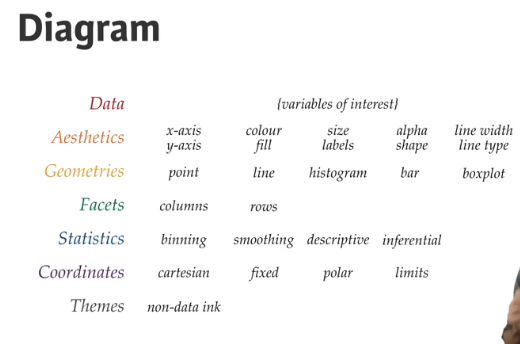 Diagram
Data {variables of interest}
Aesthetics x-axis colour size alpha line width
y-axis fill labels shape line type
Geometries point line histogram bar boxplot
Facets columns rows
Statistics binning smoothing descriptive inferential
Coordinates cartesian fixed polar limits
Themes non-data ink